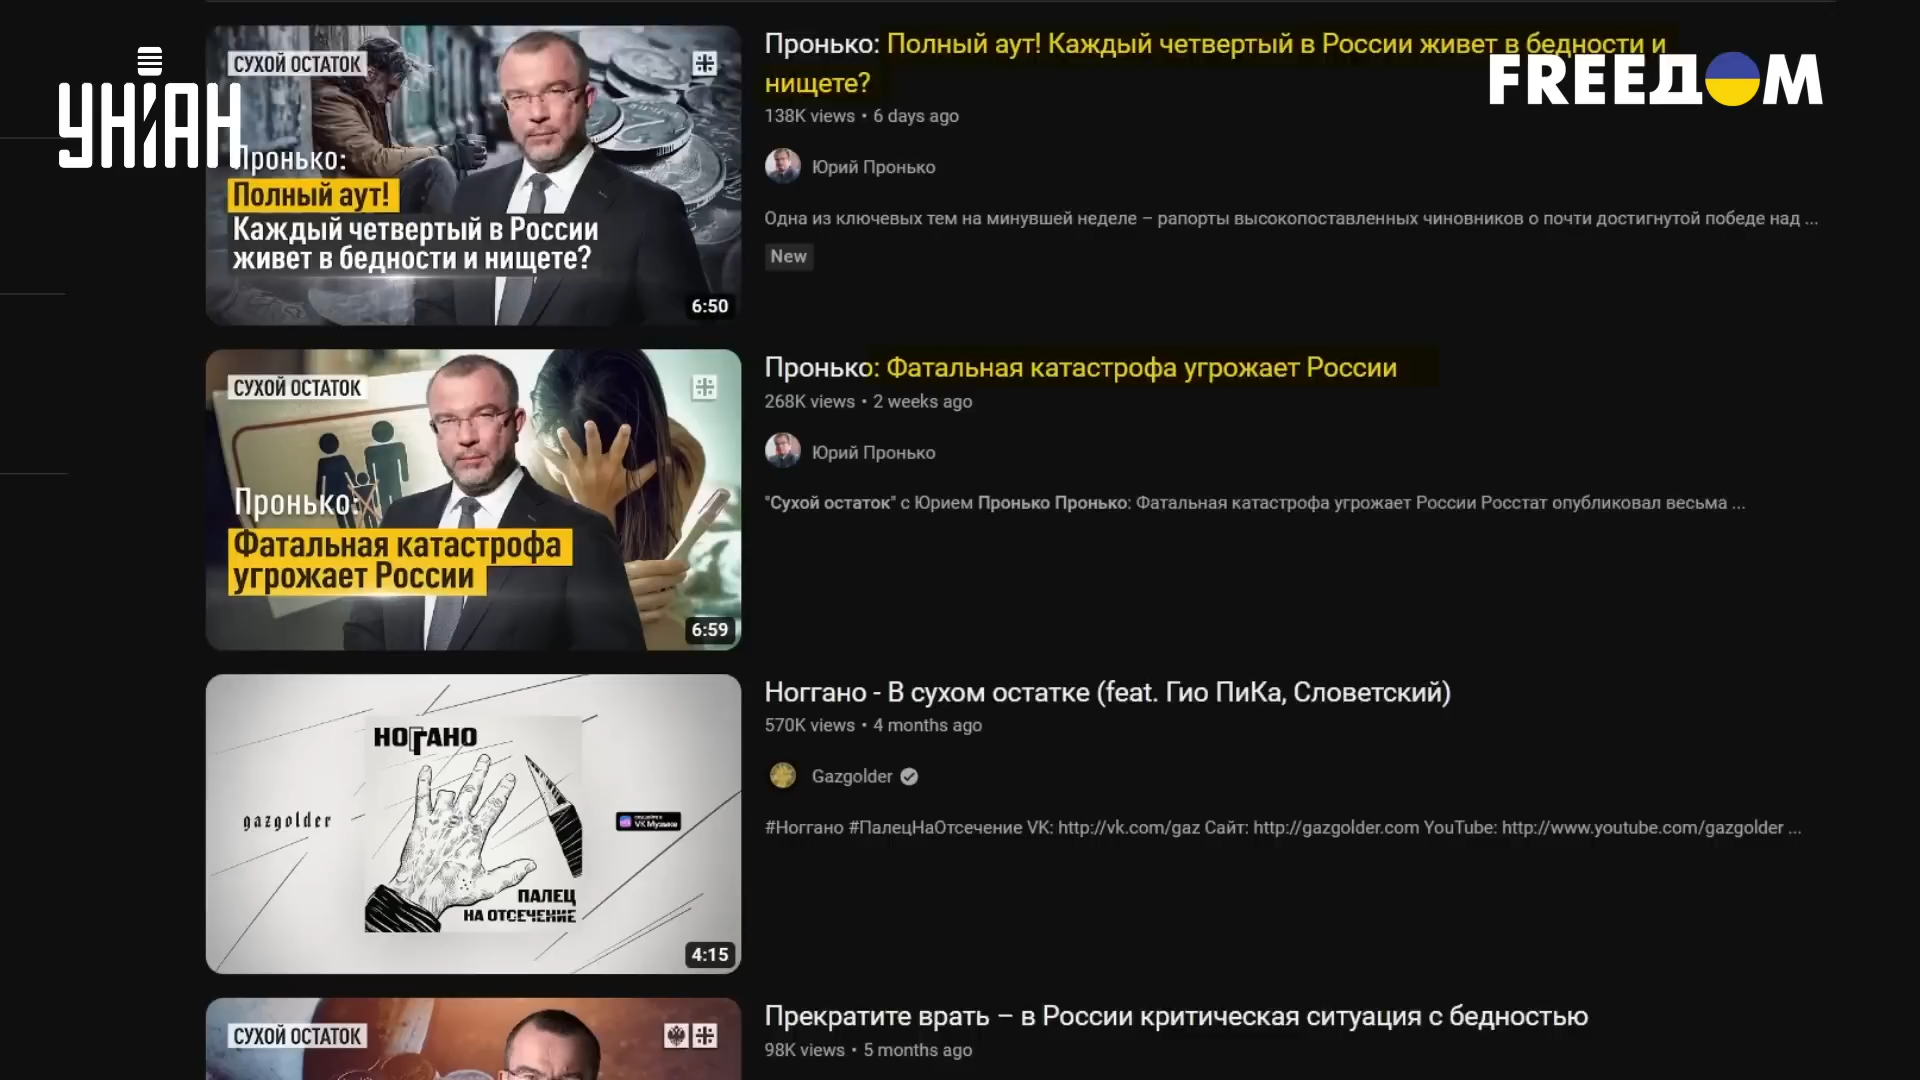 УНІАН
FREEДОМ
СУХОЙ ОСТАТОК
Пронько:
Полный аут!
Каждый четвертый в России
живет в бедности и нищете?
6:50
Пронько: Полный аут! Каждый четвертый в России живет в бедности и
нищете?
138K views • 6 days ago
Юрий Пронько
Одна из ключевых тем на минувшей неделе – рапорты высокопоставленных чиновников о почти достигнутой победе над ...
New
СУХОЙ ОСТАТОК
Пронько:
Фатальная катастрофа
угрожает России
6:59
Пронько: Фатальная катастрофа угрожает России
268K views • 2 weeks ago
Юрий Пронько
"Сухой остаток" с Юрием Пронько Пронько: Фатальная катастрофа угрожает России Росстат опубликовал весьма ...
НОГГАНО
gazgolder
VK Музыке
ПАЛЕЦ
НА ОТСЕЧЕНИЕ
4:15
Ноггано - В сухом остатке (feat. Гио ПиКа, Словетский)
570K views • 4 months ago
Gazgolder
#Ноггано #ПалецНаОтсечение VK: http://vk.com/gaz Сайт: http://gazgolder.com YouTube: http://www.youtube.com/gazgolder ...
СУХОЙ ОСТАТОК
Прекратите врать – в России критическая ситуация с бедностью
98K views • 5 months ago